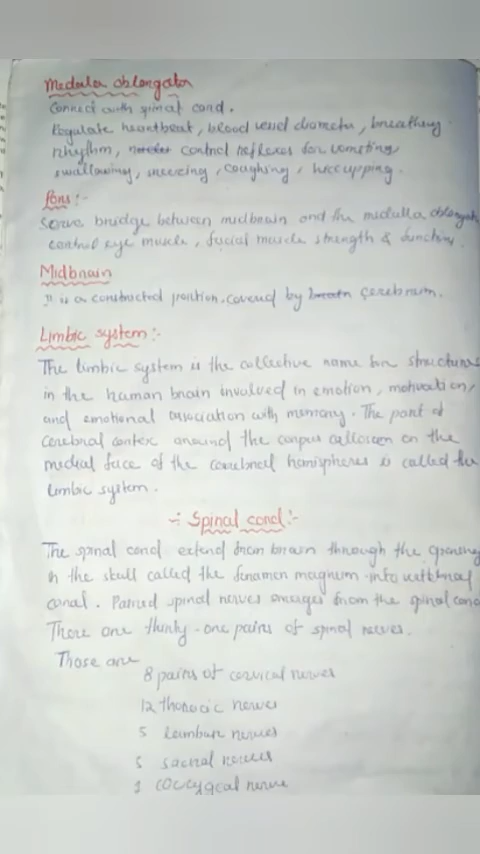 Medula oblongator
Connect with spinal cord.
Regulate heartbeat, blood vessel diameter, breathing
rhythm, control reflexes for vomiting
swallowing, sneezing, coughing, hiccupping.
Pons:-
Serve bridge between midbrain and the medulla oblongat
control eye muscle, facial muscle strength & function,
Midbrain
It is a constructed position. covered by cerebrum.
Limbic system:-
The limbic system is the collective name for structures
in the human brain involved in emotion, motivation,
and emotional association with memory. The part of
cerebral cortex around the corpus callosom on the
medial face of the cerebral hemispheres is called the
limbic system.
-: Spinal cord:-
The spinal cord extend from brain through the opening
in the skull called the foramen magnum into vertebral
canal. Paired spinal nerves emerges from the spinal cord
There are thirty-one pairs of spinal nerves.
Those are
8 pairs of cervical nerves
12 thoracic nerves
5 lumbar nerves
5 sacral nerves
1 coccygeal nerve